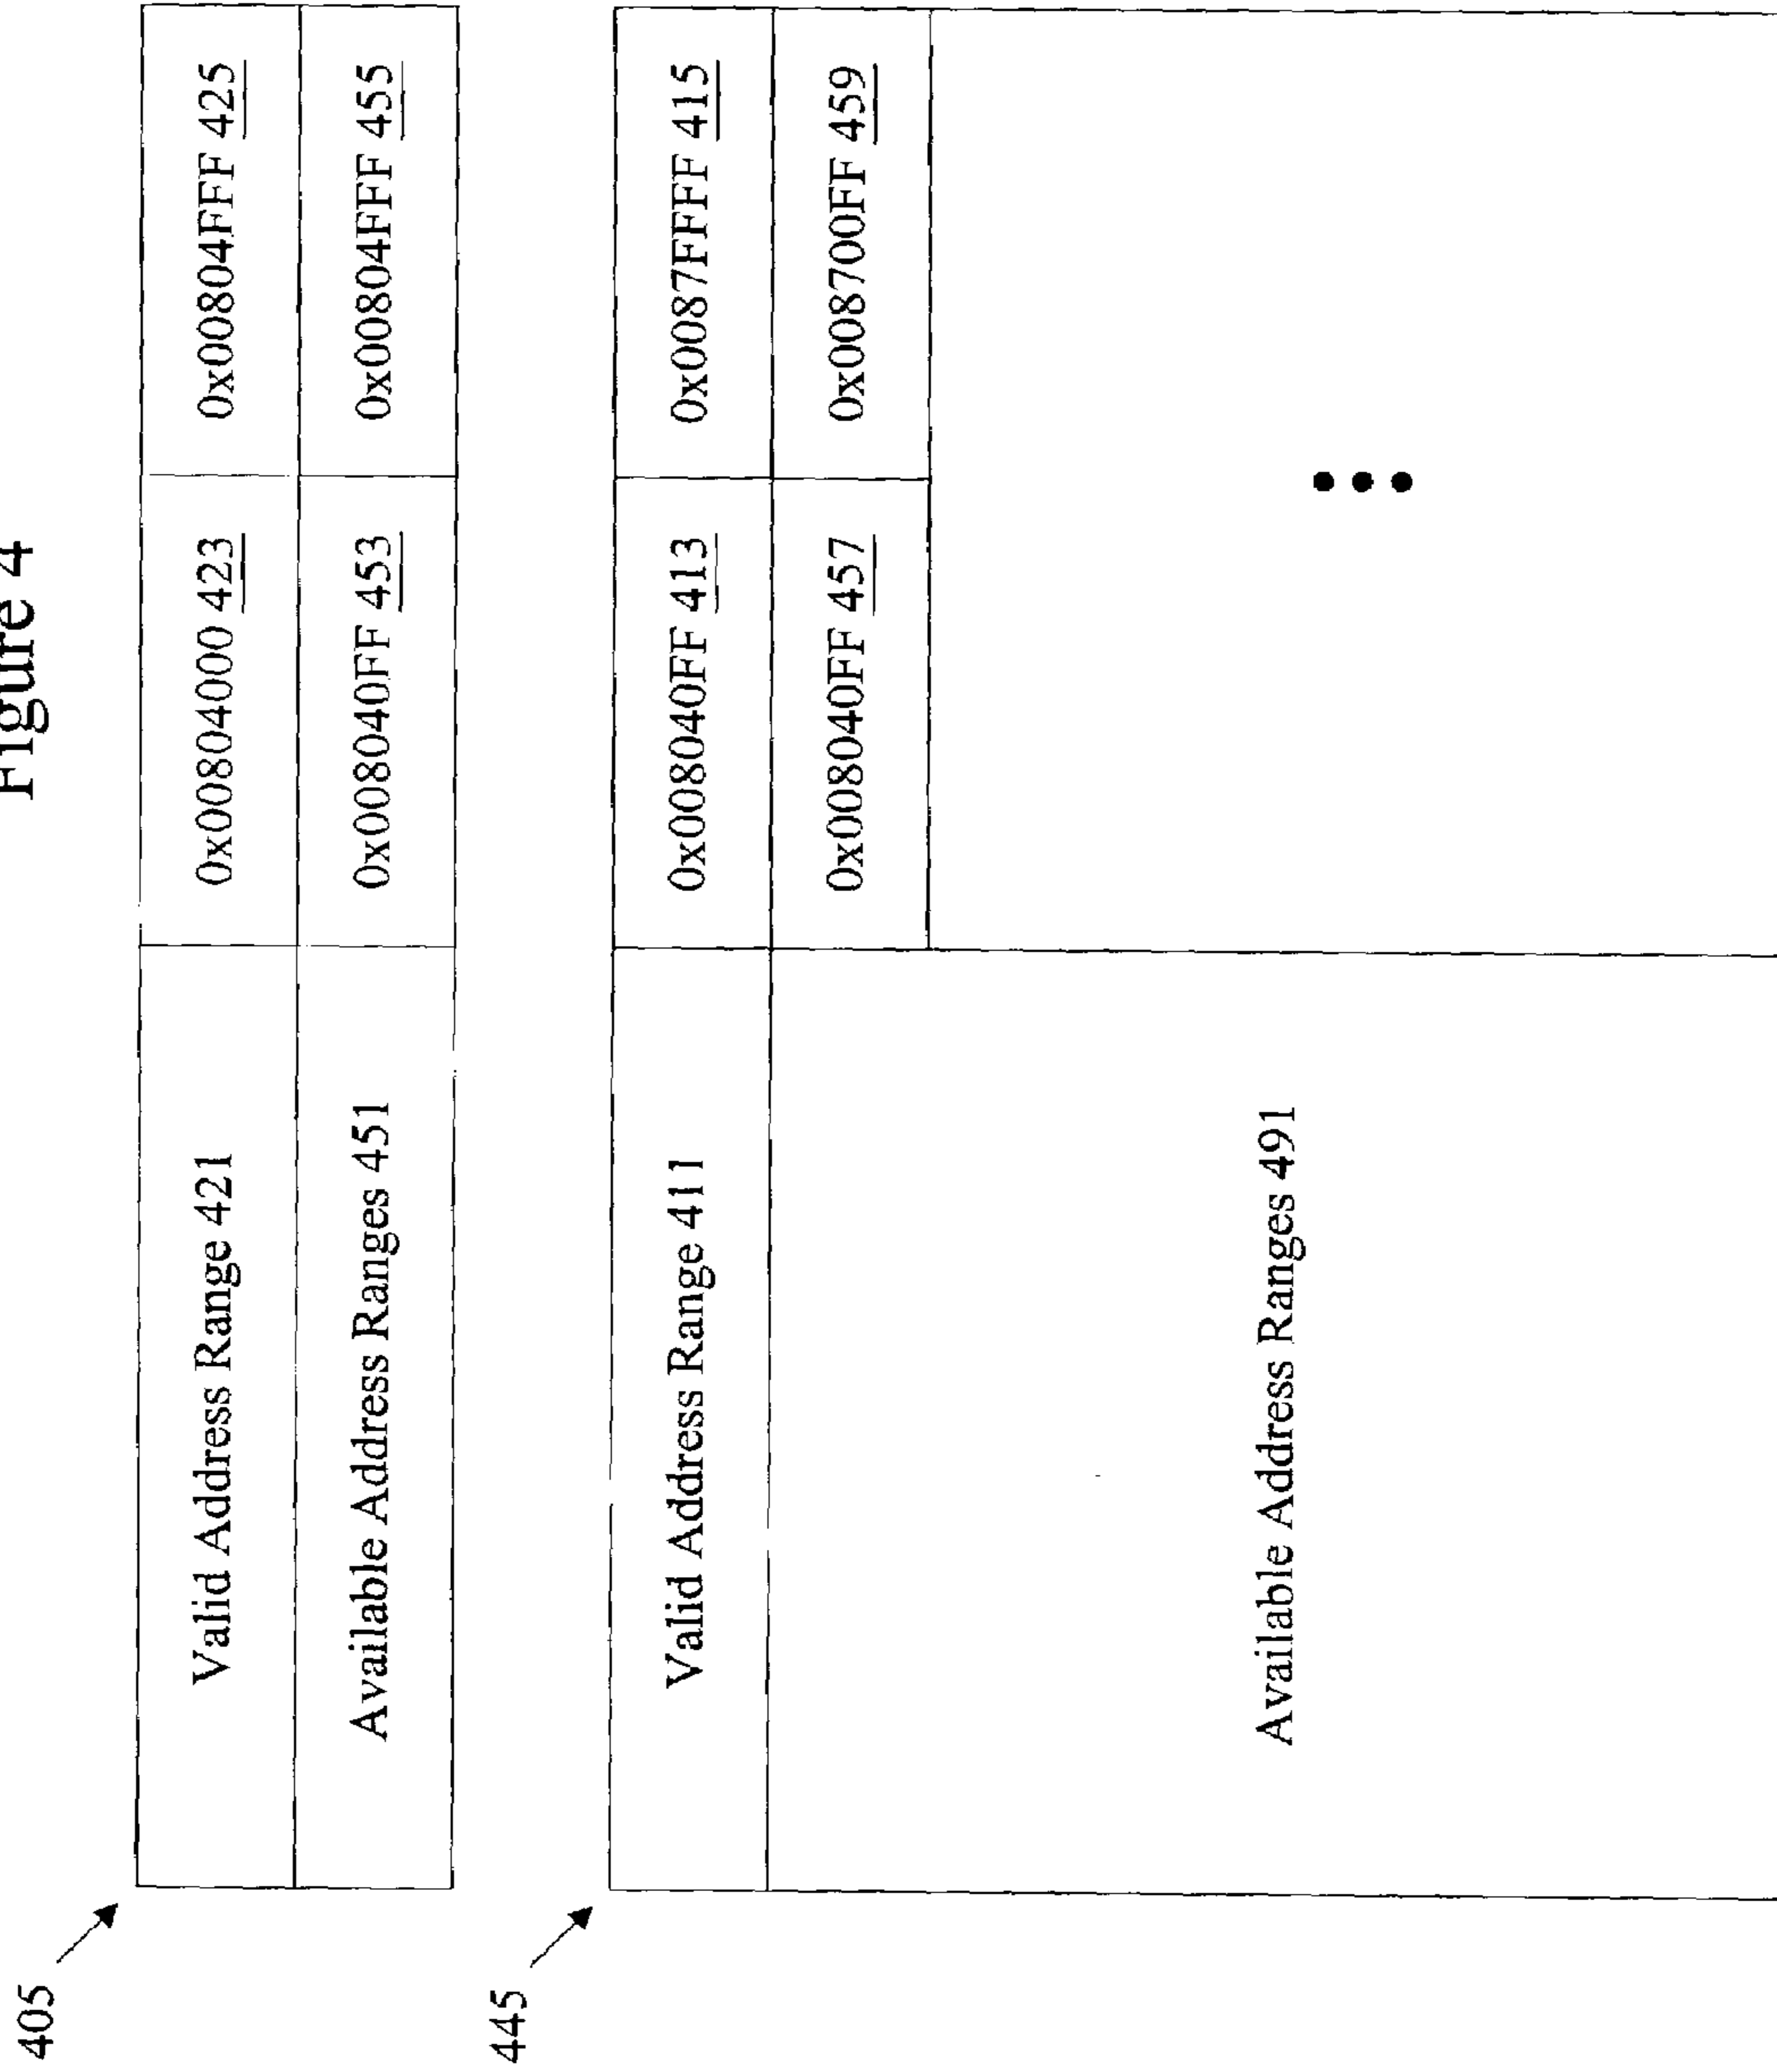 Figure 4
405
Valid Address Range 421 0x00804000 423 0x00804FFF 425
Available Address Ranges 451 0x008040FF 453 0x00804FFF 455
445
Valid Address Range 411 0x008040FF 413 0x0087FFFF 415
Available Address Ranges 491 0x008040FF 457 0x008700FF 459